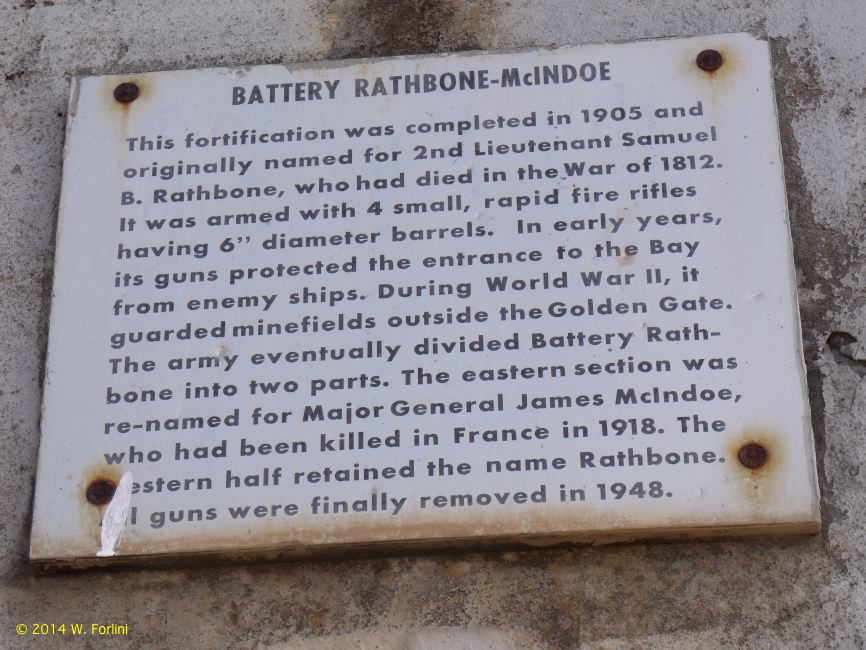 BATTERY RATHBONE-McINDOE
This fortification was completed in 1905 and
originally named for 2nd Lieutenant Samuel
B. Rathbone, who had died in the War of 1812.
It was armed with 4 small, rapid fire rifles
having 6’’ diameter barrels. In early years,
its guns protected the entrance to the Bay
from enemy ships. During World War II, it
guarded minefields outside the Golden Gate.
The army eventually divided Battery Rath-
bone into two parts. The eastern section was
re-named for Major General James McIndoe,
who had been killed in France in 1918. The
estern half retained the name Rathbone.
l guns were finally removed in 1948.
© 2014 W. Forlini